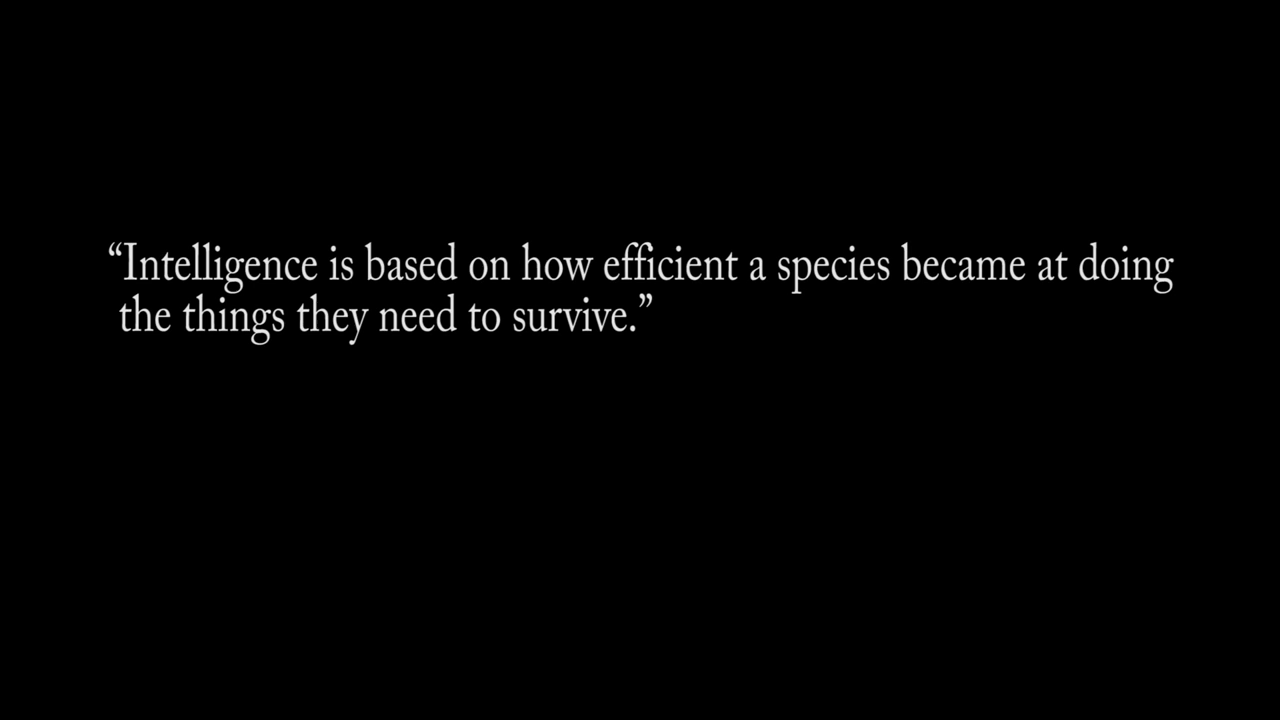 “Intelligence is based on how efficient a species became at doing
the things they need to survive.”